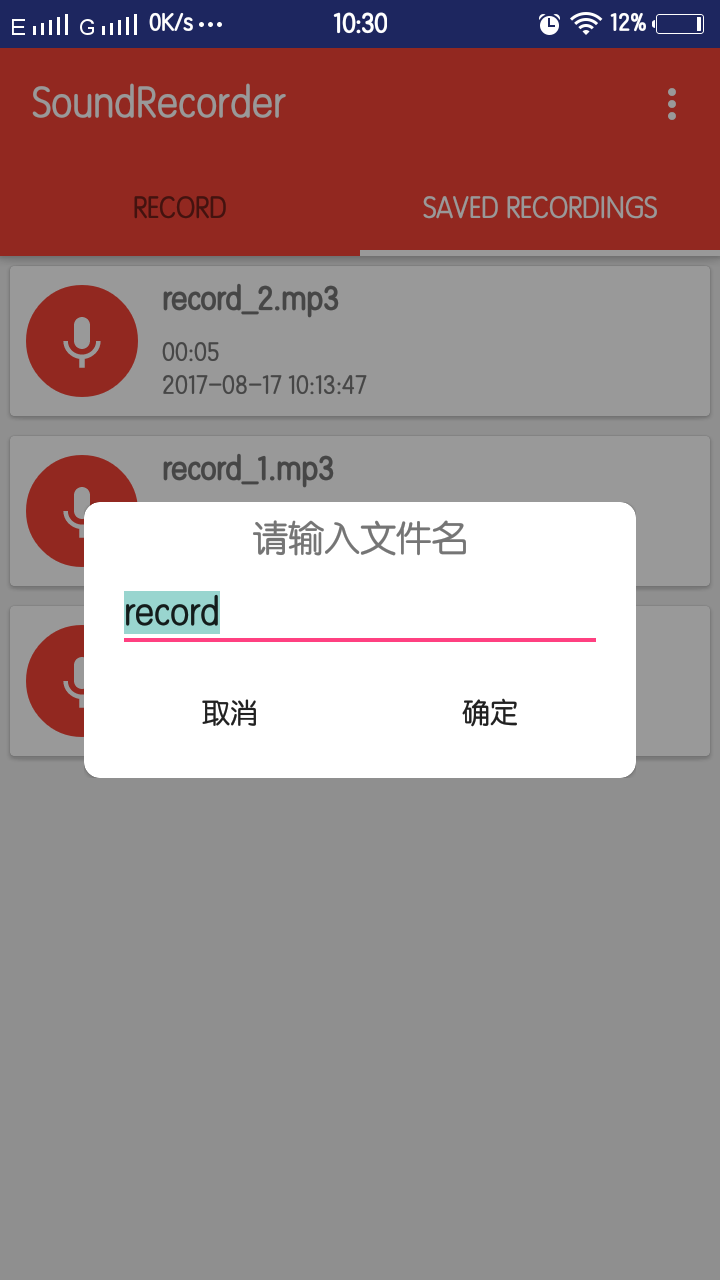 E G 0K/s ... 10:30 12%
SoundRecorder
RECORD SAVED RECORDINGS
record_2.mp3
00:05
2017-08-17 10:13:47
record_1.mp3
请输入文件名
record
取消 确定